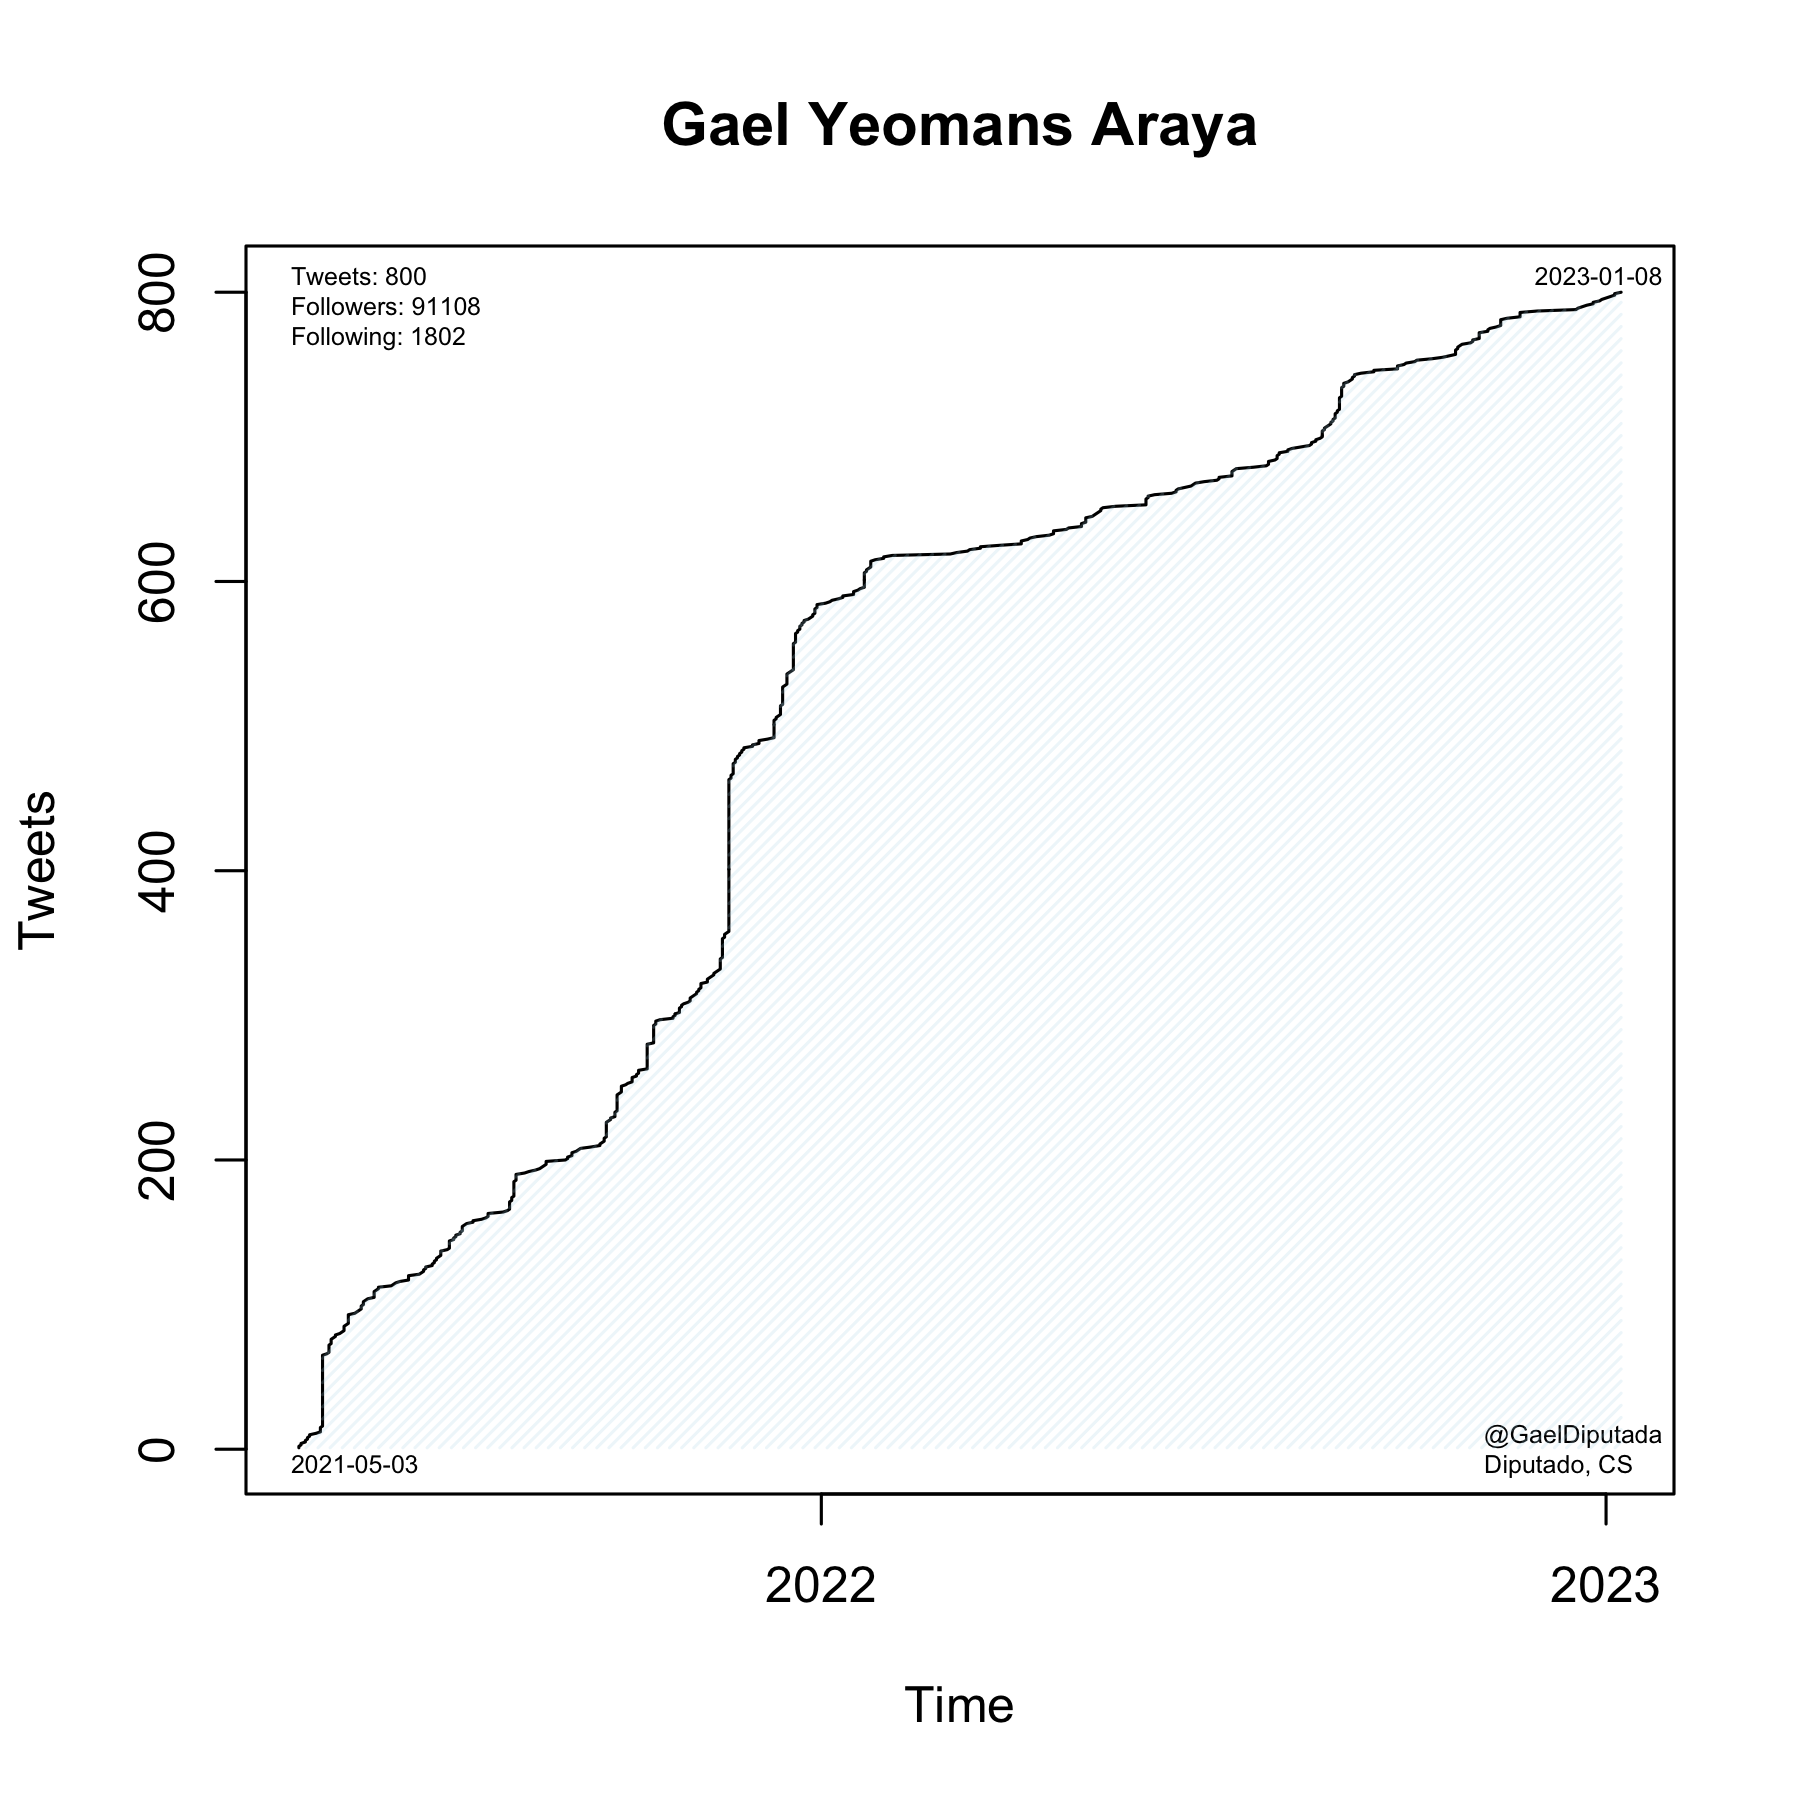 Gael Yeomans Araya
Tweets: 800
Followers: 91108
Following: 1802
2023-01-08
800
600
400
200
0
Tweets
2021-05-03
@GaelDiputada
Diputado, CS
2022
2023
Time